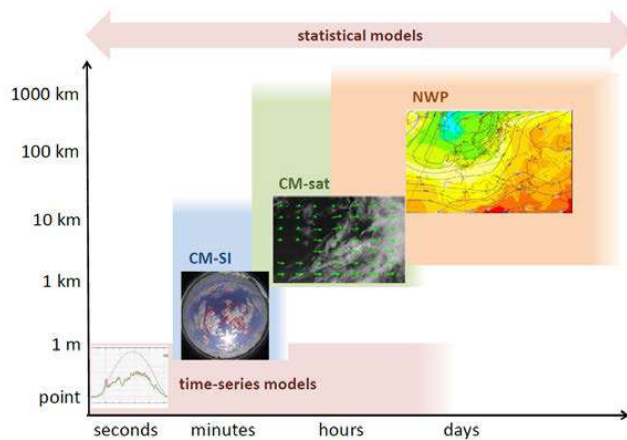 statistical models
1000 km
NWP
100 km
CM-sat
10 km
CM-SI
1 km
1 m
time-series models
point
seconds
minutes
hours
days